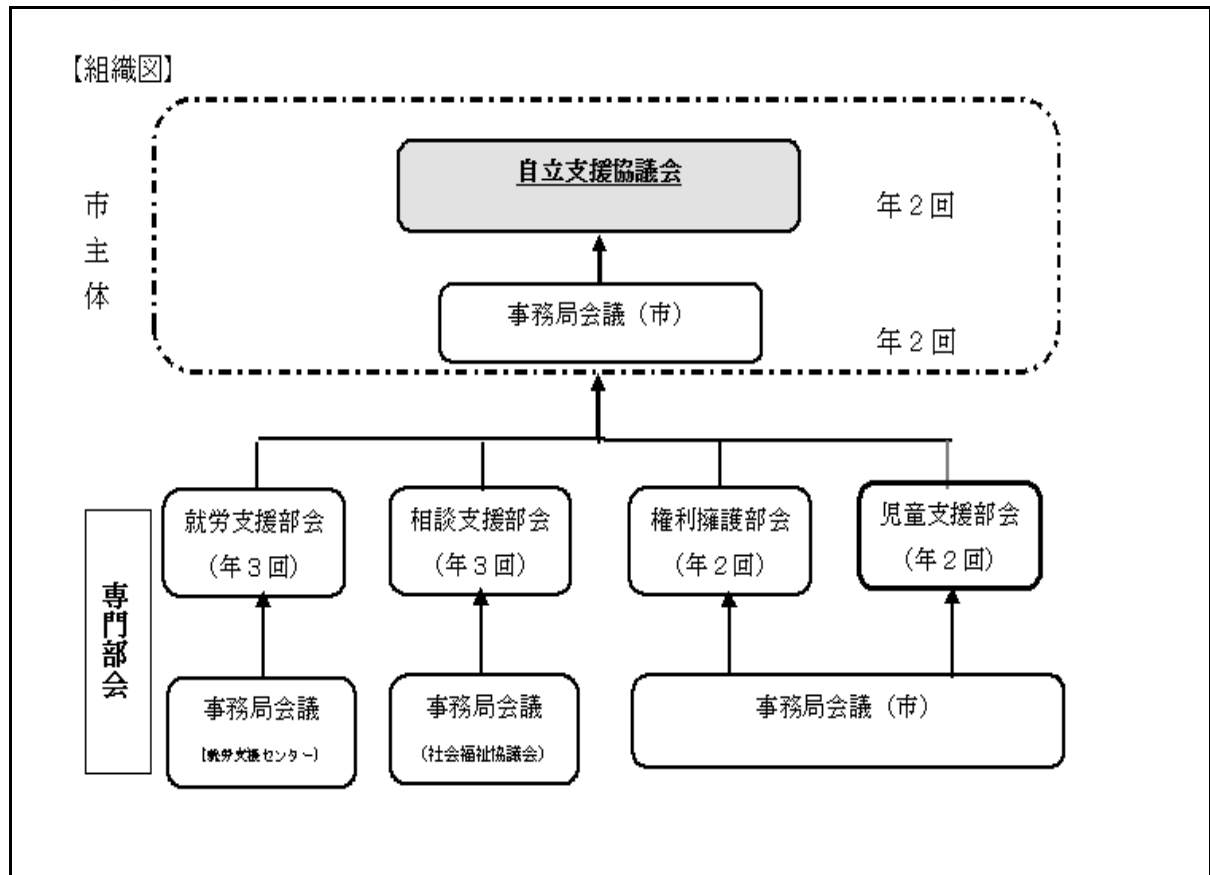 【組織図】
市主体
自立支援協議会
年２回
事務局会議（市）
年２回
専門部会
就労支援部会
（年３回）
相談支援部会
（年３回）
権利擁護部会
（年２回）
児童支援部会
（年２回）
事務局会議
【就労支援センター】
事務局会議
（社会福祉協議会）
事務局会議（市）